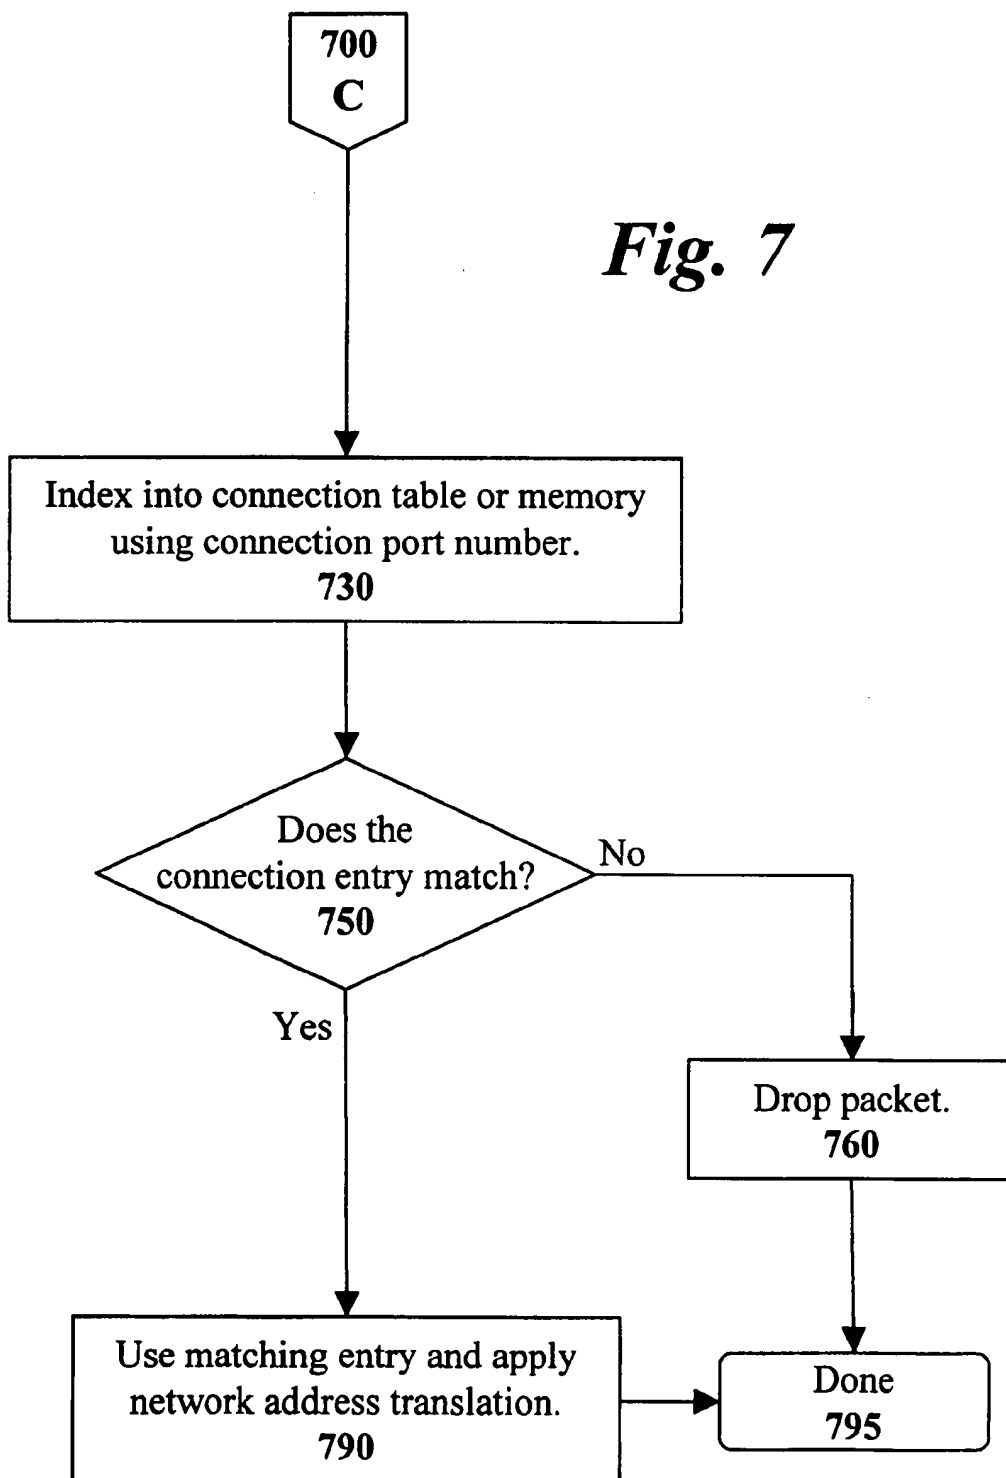 700
C
Fig. 7
Index into connection table or memory
using connection port number.
730
Does the
connection entry match?
750
No
Yes
Drop packet.
760
Use matching entry and apply
network address translation.
790
Done
795